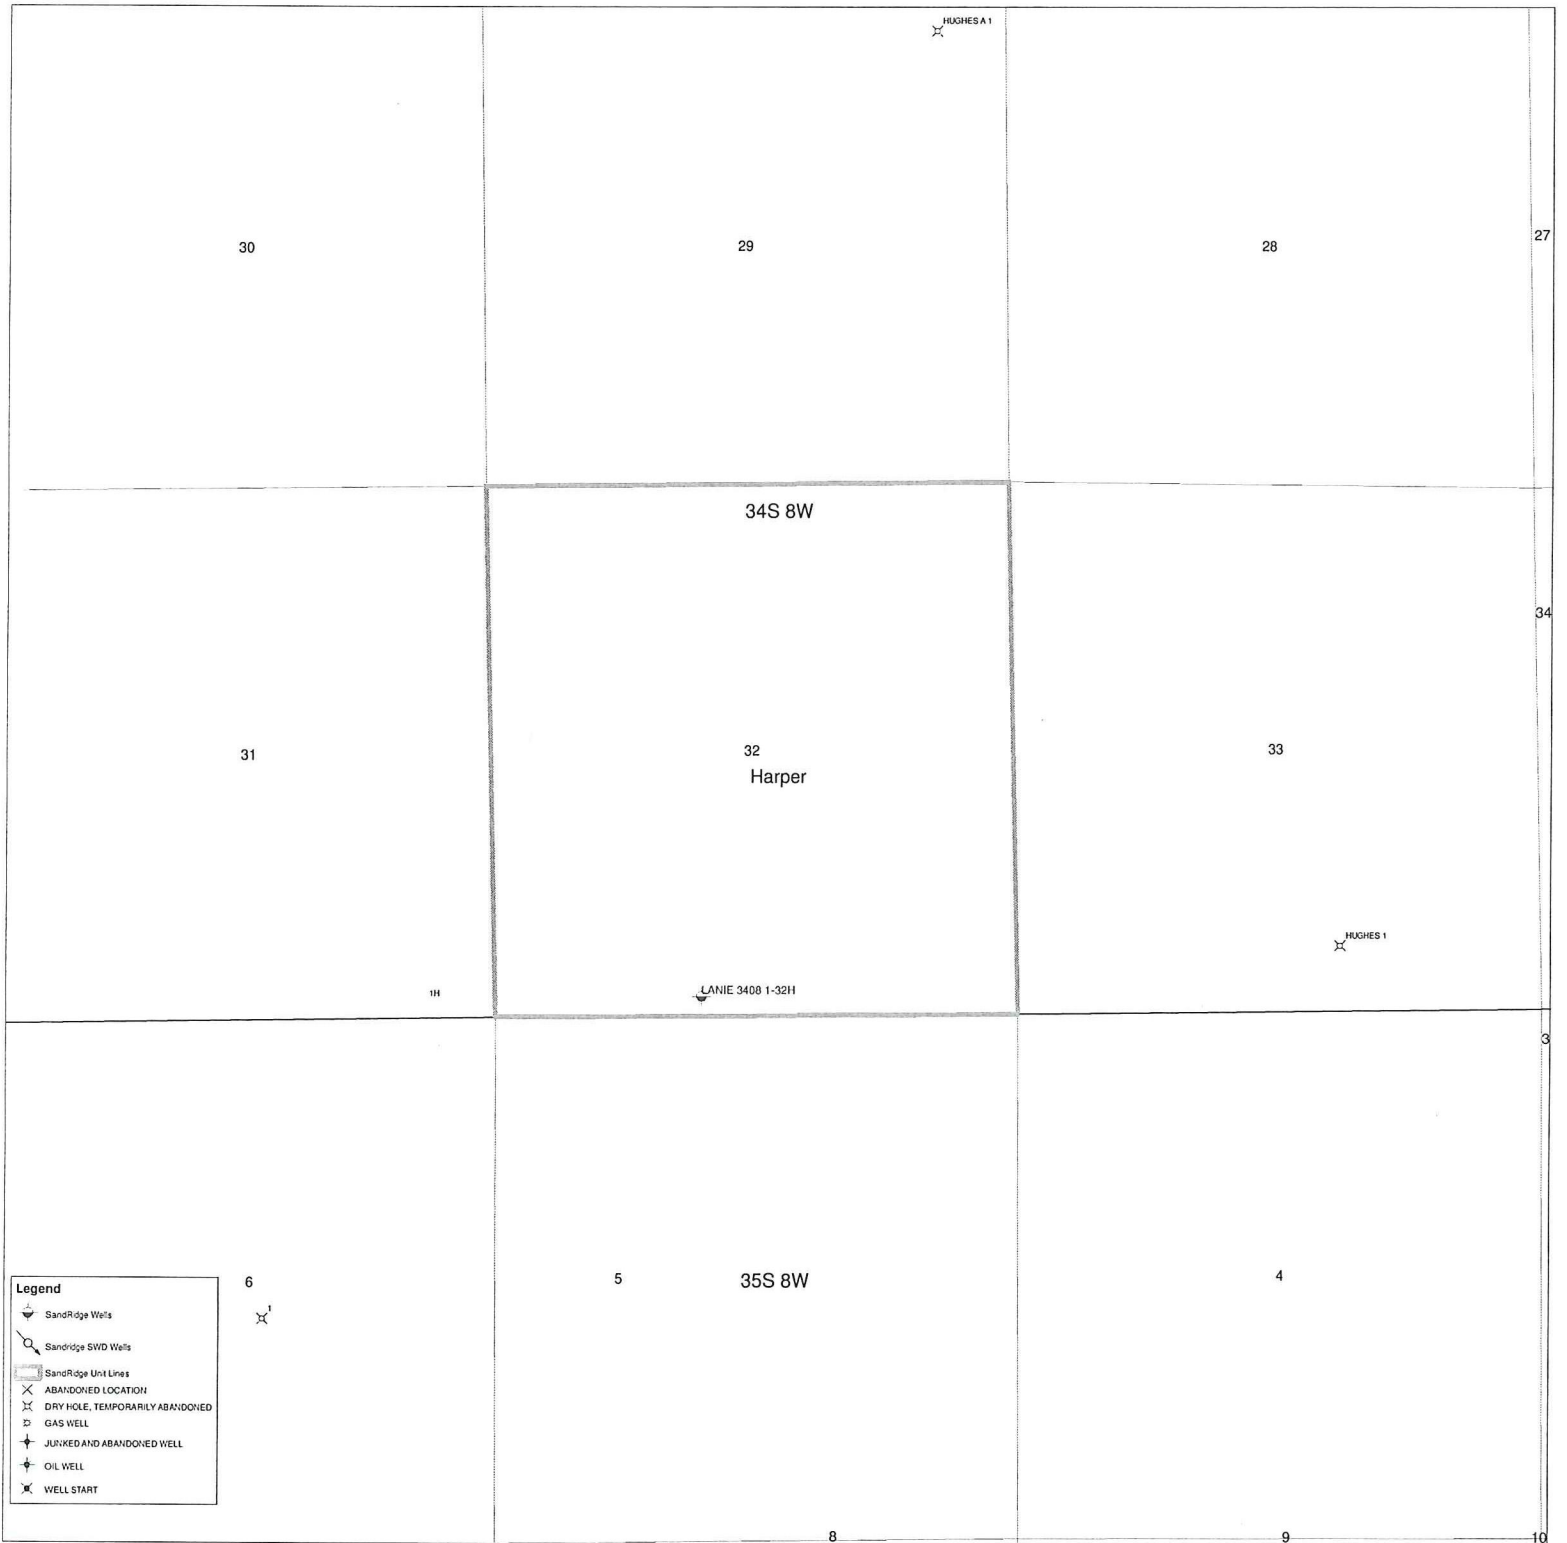 HUGHES A 1
30
29
28
27
34S 8W
34
31
32
33
Harper
HUGHES 1
1H
LANIE 3408 1-32H
3
6
5
35S 8W
4
1
Legend
SandRidge Wells
Sandridge SWD Wells
SandRidge Unit Lines
ABANDONED LOCATION
DRY HOLE, TEMPORARILY ABANDONED
GAS WELL
JUNKED AND ABANDONED WELL
OIL WELL
WELL START
8
9
10